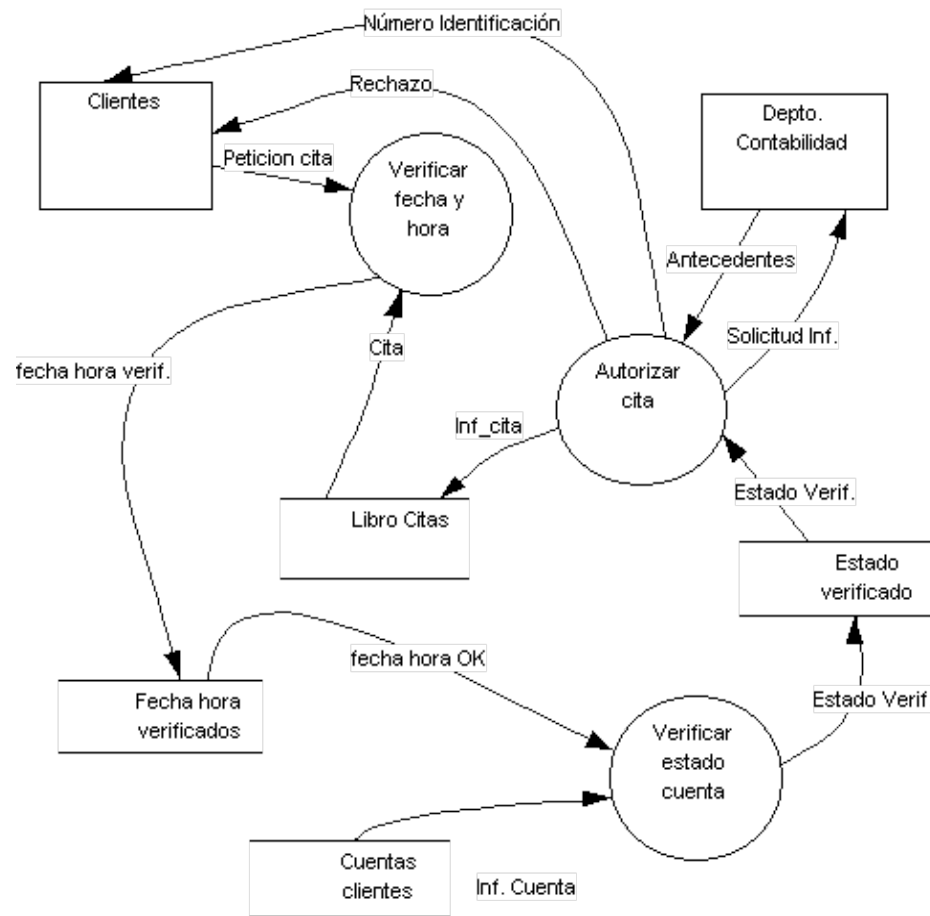 Número Identificación
Rechazo
Clientes
Depto.
Contabilidad
Peticion cita
Verificar
fecha y
hora
Antecedentes
Solicitud Inf.
Cita
fecha hora verif.
Autorizar
cita
Inf_cita
Estado Verif.
Libro Citas
Estado
verificado
fecha hora OK
Fecha hora
verificados
Estado Verif
Verificar
estado
cuenta
Cuentas
clientes
Inf. Cuenta